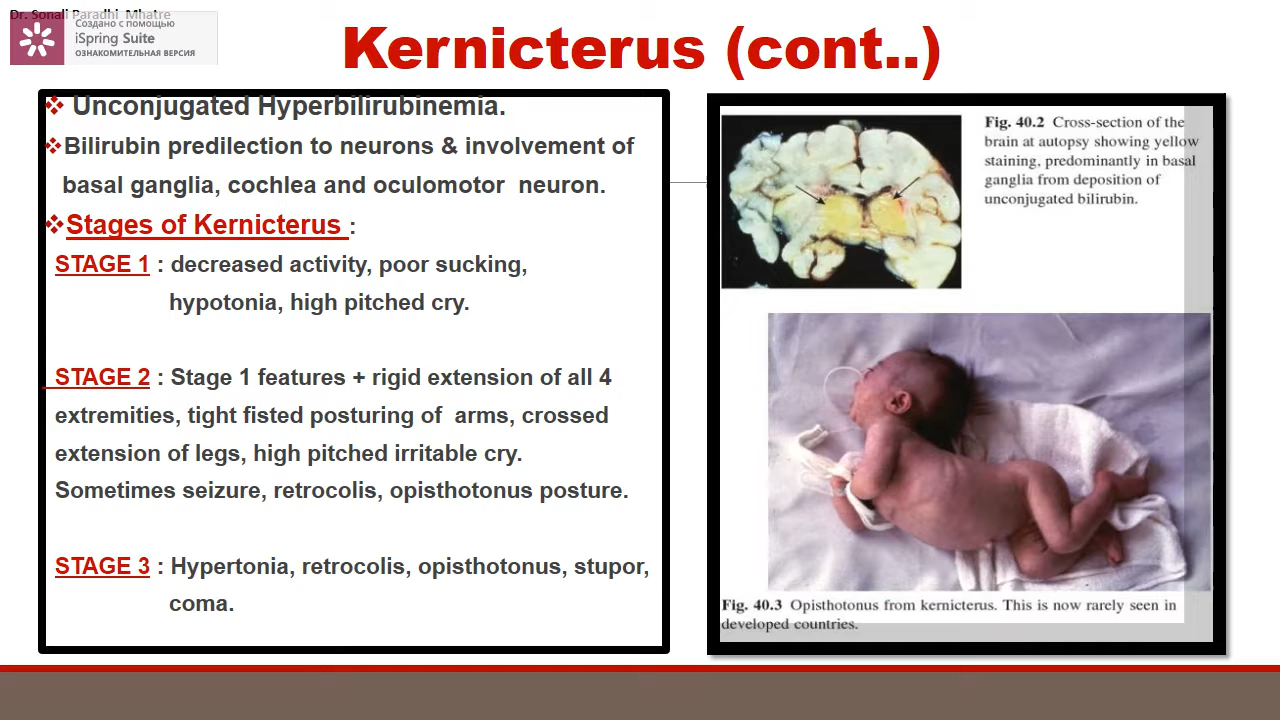 Dr. Sonali Paradhi Mhatre
Создано с помощью
iSpring Suite
ОЗНАКОМИТЕЛЬНАЯ ВЕРСИЯ
Kernicterus (cont..)
Unconjugated Hyperbilirubinemia.
Bilirubin predilection to neurons & involvement of
basal ganglia, cochlea and oculomotor neuron.
Stages of Kernicterus :
STAGE 1 : decreased activity, poor sucking,
hypotonia, high pitched cry.
STAGE 2 : Stage 1 features + rigid extension of all 4
extremities, tight fisted posturing of arms, crossed
extension of legs, high pitched irritable cry.
Sometimes seizure, retrocolis, opisthotonus posture.
STAGE 3 : Hypertonia, retrocolis, opisthotonus, stupor,
coma.
Fig. 40.2 Cross-section of the
brain at autopsy showing yellow
staining, predominantly in basal
ganglia from deposition of
unconjugated bilirubin.
Fig. 40.3 Opisthotonus from kernicterus. This is now rarely seen in
developed countries.